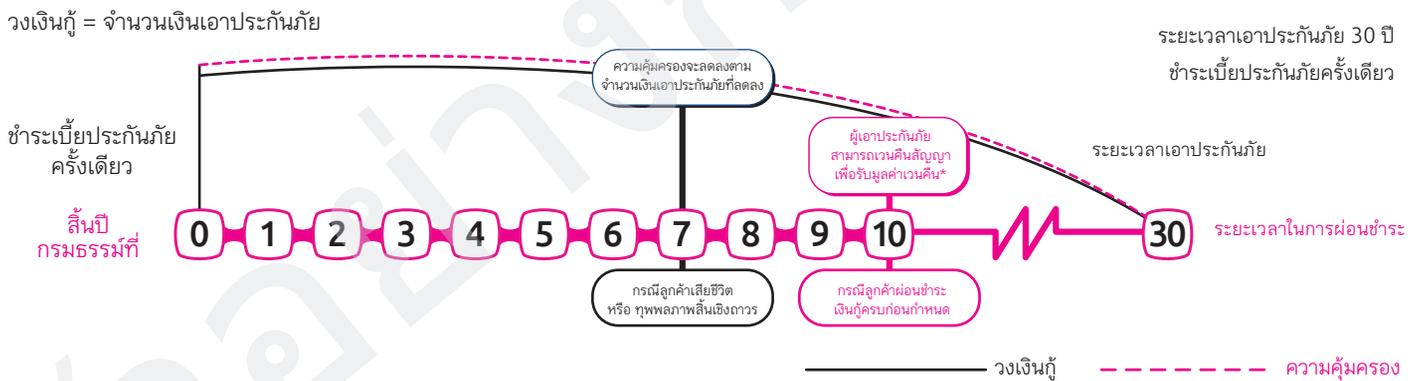 วงเงินกู้ = จำนวนเงินเอาประกันภัย
ระยะเวลาเอาประกันภัย 30 ปี
ชำระเบี้ยประกันภัยครั้งเดียว
ความคุ้มครองจะลดลงตาม
จำนวนเงินเอาประกันภัยที่ลดลง
ชำระเบี้ยประกันภัย
ครั้งเดียว
ผู้เอาประกันภัย
สามารถเวนคืนสัญญา
เพื่อรับมูลค่าเวนคืน*
ระยะเวลาเอาประกันภัย
สิ้นปี
กรมธรรม์ที่
0 1 2 3 4 5 6 7 8 9 10 30
ระยะเวลาในการผ่อนชำระ
กรณีลูกค้าเสียชีวิต
หรือ ทุพพลภาพสิ้นเชิงถาวร
กรณีลูกค้าผ่อนชำระ
เงินกู้ครบก่อนกำหนด
วงเงินกู้ ความคุ้มครอง